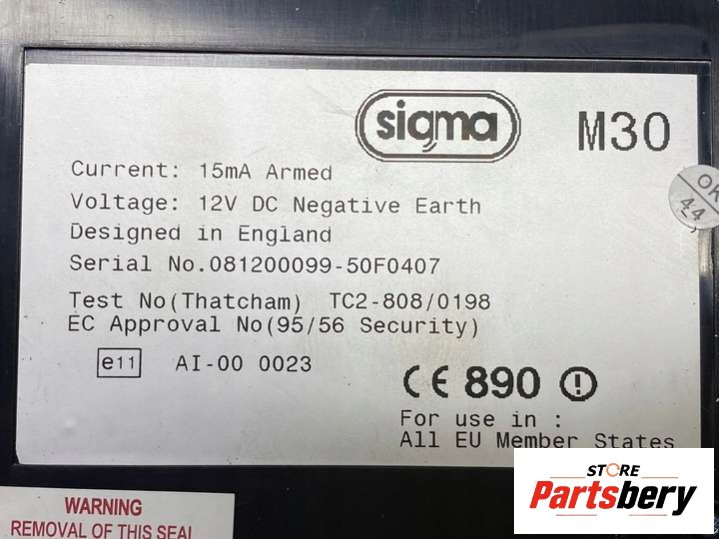 sigma M30
Current: 15mA Armed
Voltage: 12V DC Negative Earth
Designed in England
Serial No.081200099-50F0407
Test No(Thatcham) TC2-808/0198
EC Approval No(95/56 Security)
e11 AI-00 0023
CE 890
For use in :
All EU Member States
OK
44
WARNING
REMOVAL OF THIS SEAL
STORE
Partsbery